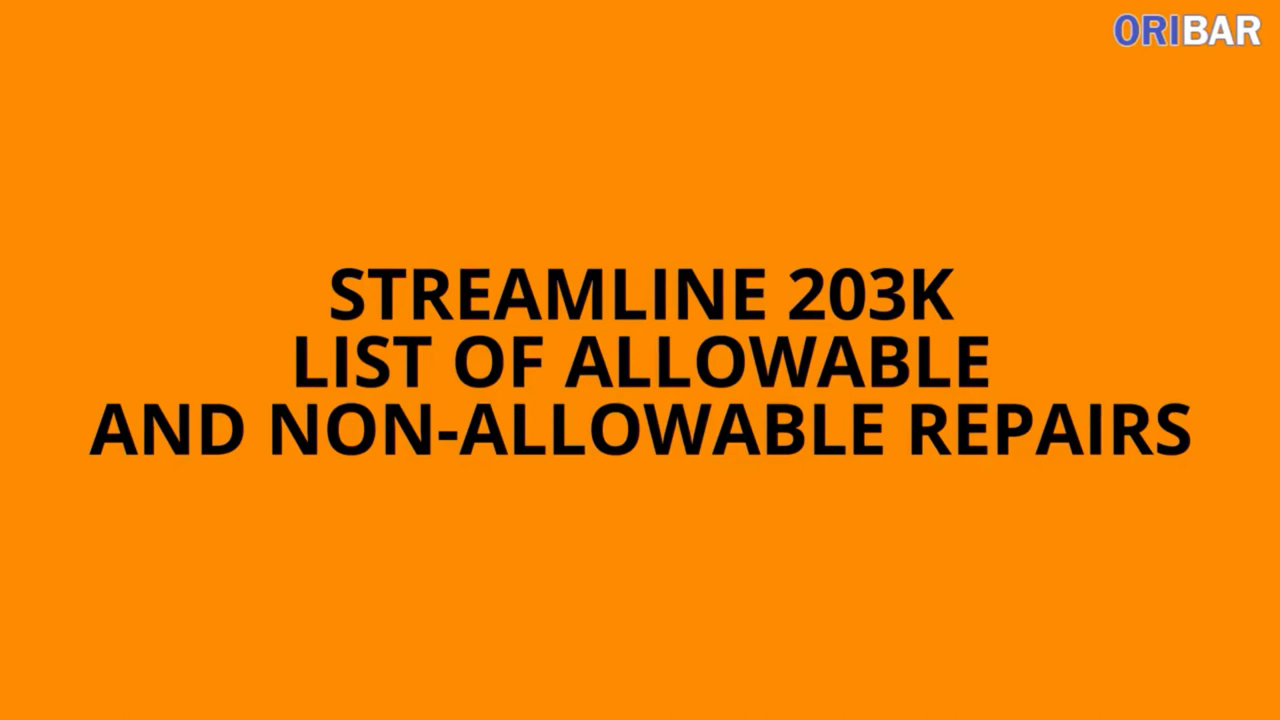 ORIBAR
STREAMLINE 203K
LIST OF ALLOWABLE
AND NON-ALLOWABLE REPAIRS